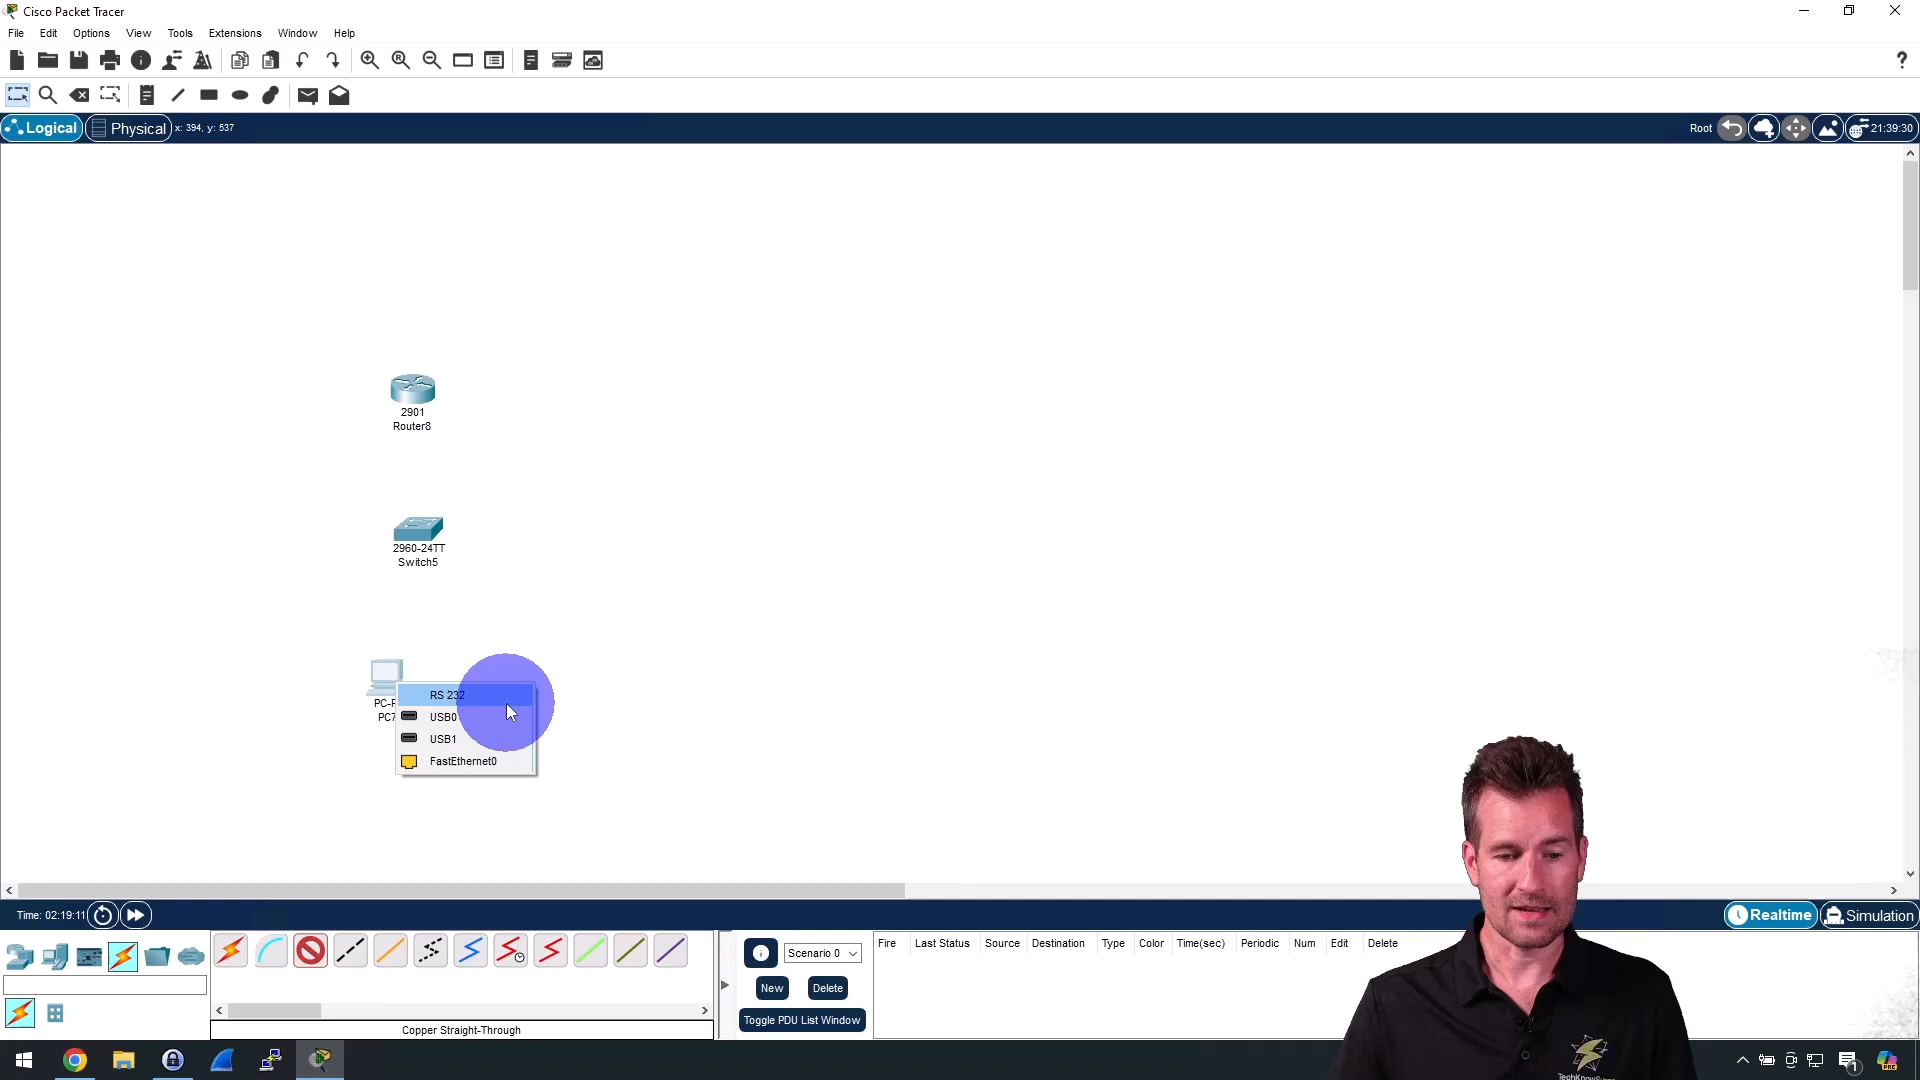 Cisco Packet Tracer
File Edit Options View Tools Extensions Window Help
Logical Physical x: 394, y: 537 Root 21:39:30
2901
Router8
2960-24TT
Switch5
PC-P
PC7
RS 232
USB0
USB1
FastEthernet0
Time: 02:19:11 Realtime Simulation
Scenario 0
New Delete
Toggle PDU List Window
Fire Last Status Source Destination Type Color Time(sec) Periodic Num Edit Delete
Copper Straight-Through